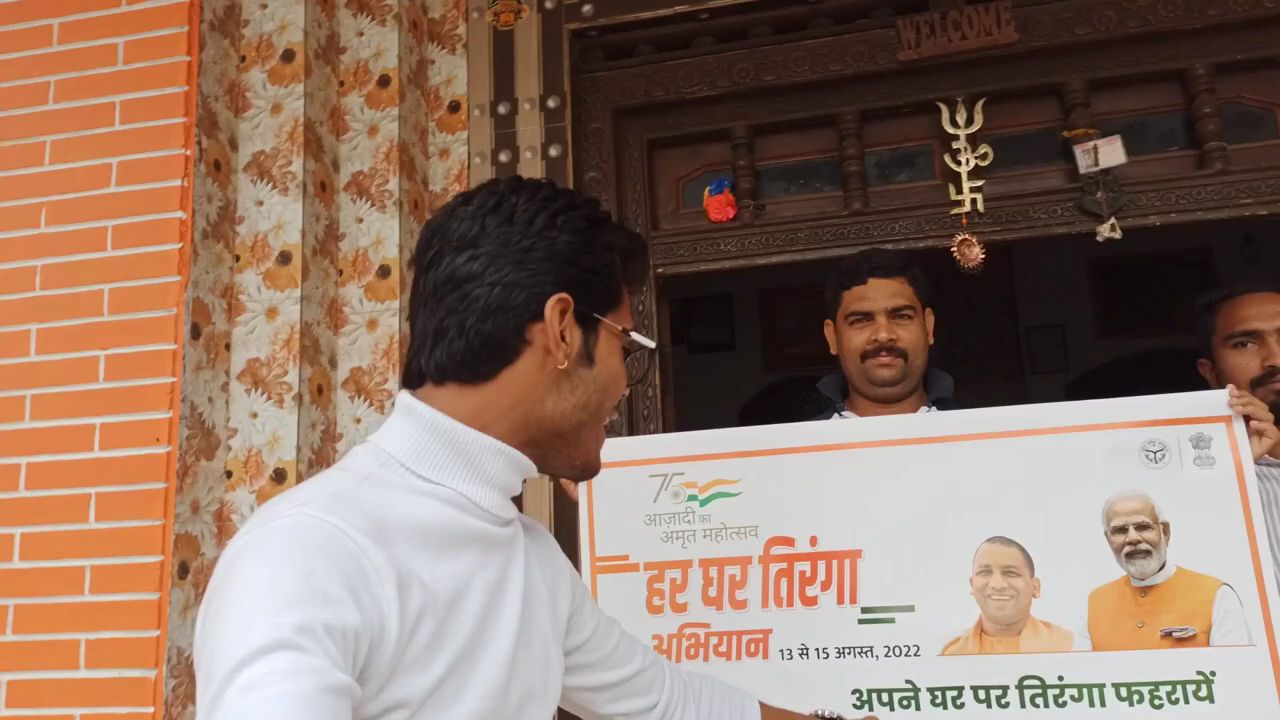 WELCOME
75
आज़ादी का
अमृत महोत्सव
हर घर तिरंगा
अभियान 13 से 15 अगस्त, 2022
अपने घर पर तिरंगा फहरायें